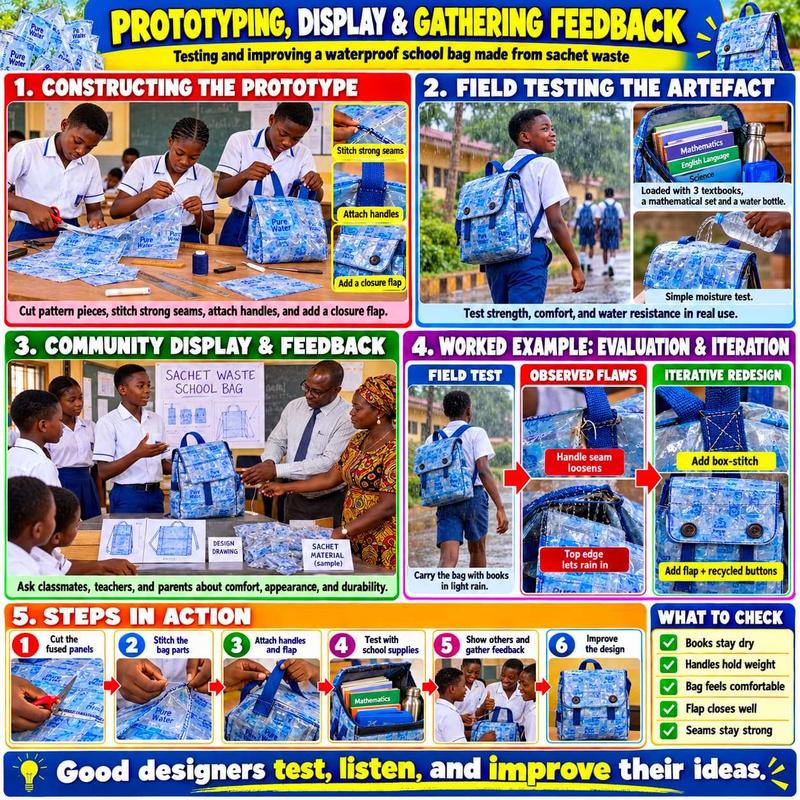 PROTOTYPING, DISPLAY & GATHERING FEEDBACK
Testing and improving a waterproof school bag made from sachet waste
Pure Water
1. CONSTRUCTING THE PROTOTYPE
Pure Water
Pure Water
Pure Water
Stitch strong seams
Attach handles
Add a closure flap
Cut pattern pieces, stitch strong seams, attach handles, and add a closure flap.
2. FIELD TESTING THE ARTEFACT
Mathematics
English Language
Science
Loaded with 3 textbooks,
a mathematical set and a water bottle.
Simple moisture test.
Test strength, comfort, and water resistance in real use.
3. COMMUNITY DISPLAY & FEEDBACK
SACHET WASTE
SCHOOL BAG
DESIGN
DRAWING
SACHET
MATERIAL
(sample)
Ask classmates, teachers, and parents about comfort, appearance, and durability.
4. WORKED EXAMPLE: EVALUATION & ITERATION
FIELD TEST
Carry the bag with books
in light rain.
OBSERVED FLAWS
Handle seam
loosens
Top edge
lets rain in
ITERATIVE REDESIGN
Add box-stitch
Add flap + recycled buttons
5. STEPS IN ACTION
1 Cut the
fused panels
2 Stitch the
bag parts
3 Attach handles
and flap
4 Test with
school supplies
Mathematics
5 Show others and
gather feedback
6 Improve
the design
WHAT TO CHECK
Books stay dry
Handles hold weight
Bag feels comfortable
Flap closes well
Seams stay strong
Good designers test, listen, and improve their ideas.